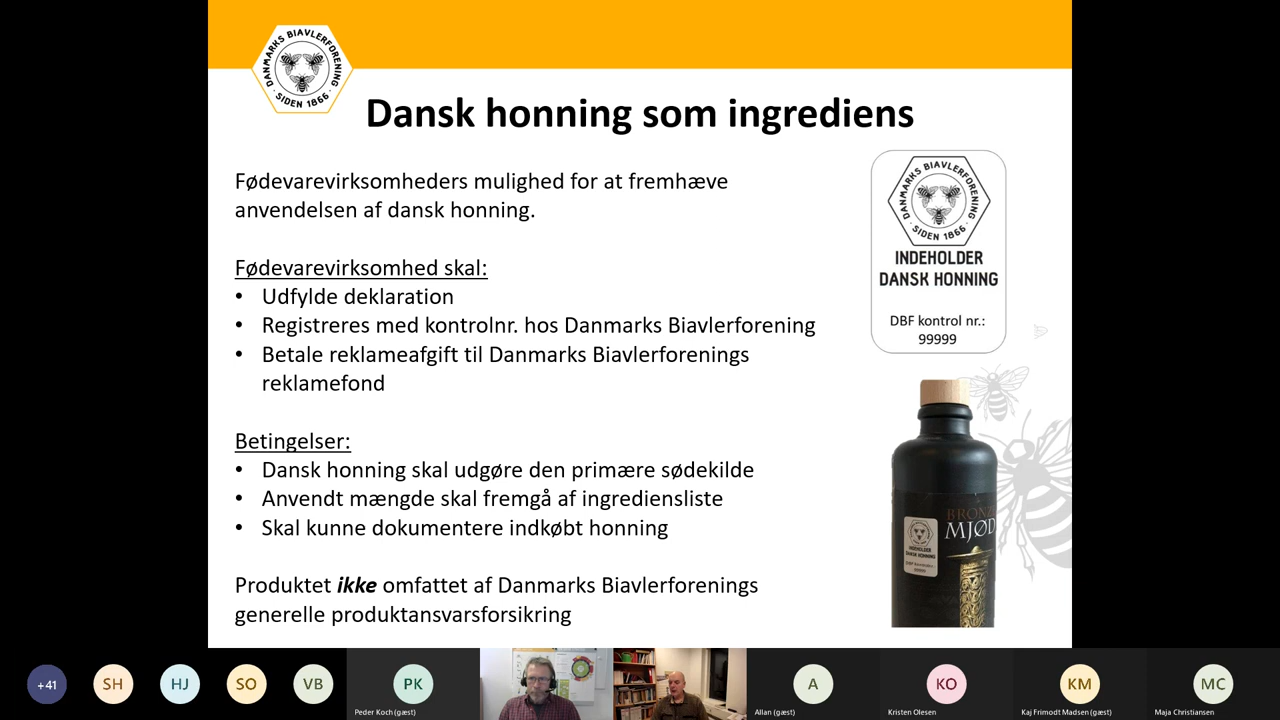 DANMARKS BIAVLERFORENING
· SIDEN 1866 ·
Dansk honning som ingrediens
Fødevarevirksomheders mulighed for at fremhæve
anvendelsen af dansk honning.
Fødevarevirksomhed skal:
• Udfylde deklaration
• Registreres med kontrolnr. hos Danmarks Biavlerforening
• Betale reklameafgift til Danmarks Biavlerforenings
reklamefond
Betingelser:
• Dansk honning skal udgøre den primære sødekilde
• Anvendt mængde skal fremgå af ingrediensliste
• Skal kunne dokumentere indkøbt honning
Produktet ikke omfattet af Danmarks Biavlerforenings
generelle produktansvarsforsikring
DANMARKS BIAVLERFORENING
· SIDEN 1866 ·
INDEHOLDER
DANSK HONNING
DBF kontrol nr.:
99999
MJØD
INDEHOLDER
DANSK HONNING
+41
SH
HJ
SO
VB
PK
Peder Koch (gæst)
A
Allan (gæst)
KO
Kristen Olesen
KM
Kaj Frimodt Madsen (gæst)
MC
Maja Christiansen